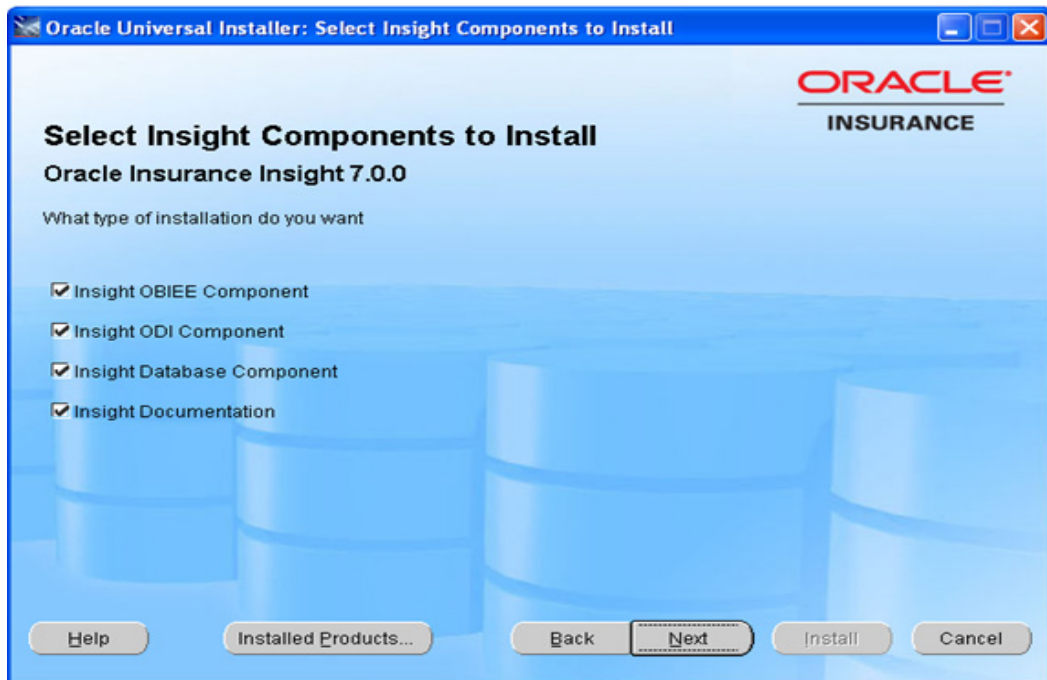 Oracle Universal Installer: Select Insight Components to Install
ORACLE
INSURANCE
Select Insight Components to Install
Oracle Insurance Insight 7.0.0
What type of installation do you want
Insight OBIEE Component
Insight ODI Component
Insight Database Component
Insight Documentation
Help Installed Products... Back Next Install Cancel